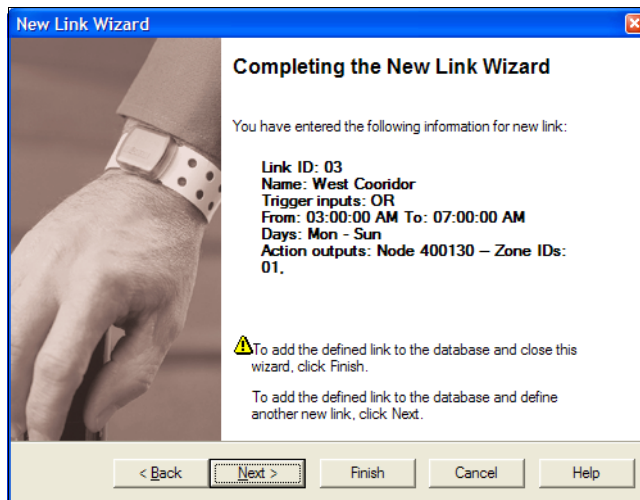 New Link Wizard
Completing the New Link Wizard
You have entered the following information for new link:
Link ID: 03
Name: West Cooridor
Trigger inputs: OR
From: 03:00:00 AM To: 07:00:00 AM
Days: Mon - Sun
Action outputs: Node 400130 – Zone IDs:
01.
To add the defined link to the database and close this
wizard, click Finish.
To add the defined link to the database and define
another new link, click Next.
< Back
Next >
Finish
Cancel
Help